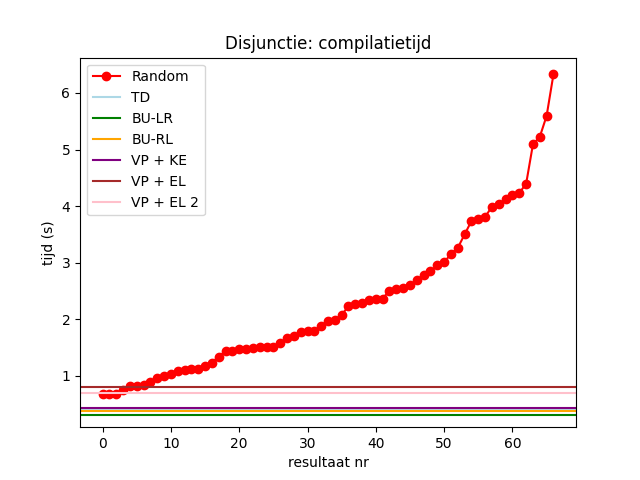 Disjunctie: compilatietijd
Random
TD
BU-LR
BU-RL
VP + KE
VP + EL
VP + EL 2
tijd (s)
6
5
4
3
2
1
0 10 20 30 40 50 60
resultaat nr